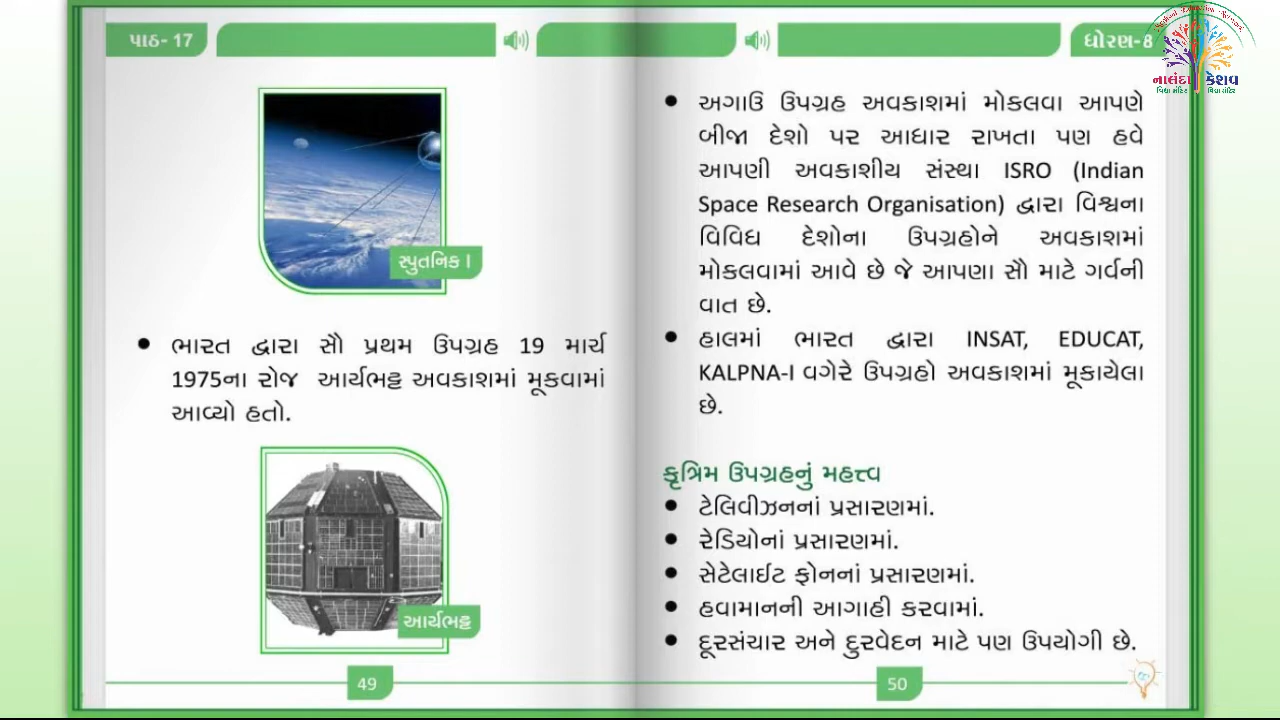 પાઠ- 17
ધોરણ-8
નાલંદા કેશવ
વિદ્યા મંદિર વિદ્યા મંદિર
સ્પુતનિક I
ભારત દ્વારા સૌ પ્રથમ ઉપગ્રહ 19 માર્ચ
1975ના રોજ આર્યભટ્ટ અવકાશમાં મૂકવામાં
આવ્યો હતો.
આર્યભટ્ટ
49
અગાઉ ઉપગ્રહ અવકાશમાં મોકલવા આપણે
બીજા દેશો પર આધાર રાખતા પણ હવે
આપણી અવકાશીય સંસ્થા ISRO (Indian
Space Research Organisation) દ્વારા વિશ્વના
વિવિધ દેશોના ઉપગ્રહોને અવકાશમાં
મોકલવામાં આવે છે જે આપણા સૌ માટે ગર્વની
વાત છે.
હાલમાં ભારત દ્વારા INSAT, EDUCAT,
KALPNA-I વગેરે ઉપગ્રહો અવકાશમાં મૂકાયેલા
છે.
કૃત્રિમ ઉપગ્રહનું મહત્ત્વ
ટેલિવીઝનનાં પ્રસારણમાં.
રેડિયોનાં પ્રસારણમાં.
સેટેલાઈટ ફોનનાં પ્રસારણમાં.
હવામાનની આગાહી કરવામાં.
દૂરસંચાર અને દુરવેદન માટે પણ ઉપયોગી છે.
50